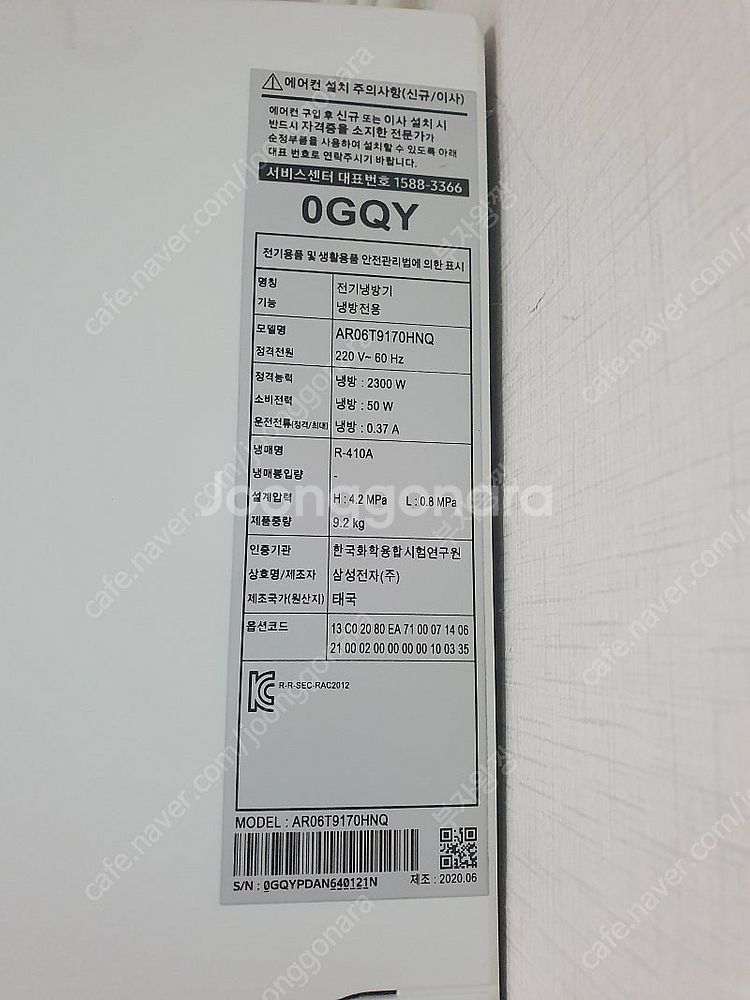 에어컨 설치 주의사항(신규/이사)
에어컨 구입 후 신규 또는 이사 설치 시
반드시 자격증을 소지한 전문가가
순정부품을 사용하여 설치할 수 있도록 아래
대표 번호로 연락주시기 바랍니다.
서비스센터 대표번호 1588-3366
0GQY
전기용품 및 생활용품 안전관리법에 의한 표시
명칭 전기냉방기
기능 냉방전용
모델명 AR06T9170HNQ
정격전원 220 V~ 60 Hz
정격능력 냉방 : 2300 W
소비전력 냉방 : 50 W
운전전류(정격/최대) 냉방 : 0.37 A
냉매명 R-410A
냉매봉입량 -
설계압력 H : 4.2 MPa L : 0.8 MPa
제품중량 9.2 kg
인증기관 한국화학융합시험연구원
상호명/제조자 삼성전자(주)
제조국가(원산지) 태국
옵션코드 13 C0 20 80 EA 71 00 07 14 06
21 00 02 00 00 00 00 10 03 35
R-R-SEC-RAC2012
MODEL : AR06T9170HNQ
S/N : 0GQYPDAN640121N 제조 : 2020.06
Joonggonara
cafe.naver.com/joonggonara